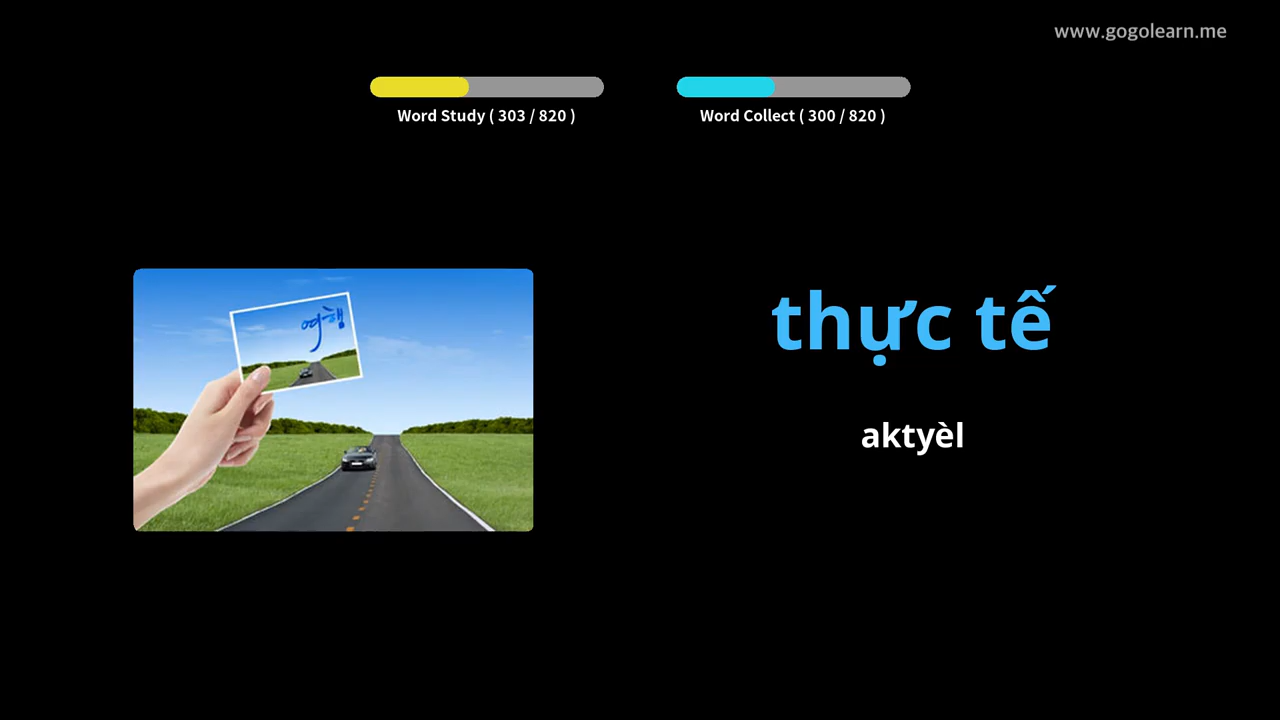 www.gogolearn.me
Word Study ( 303 / 820 )
Word Collect ( 300 / 820 )
여행
thực tế
aktyèl